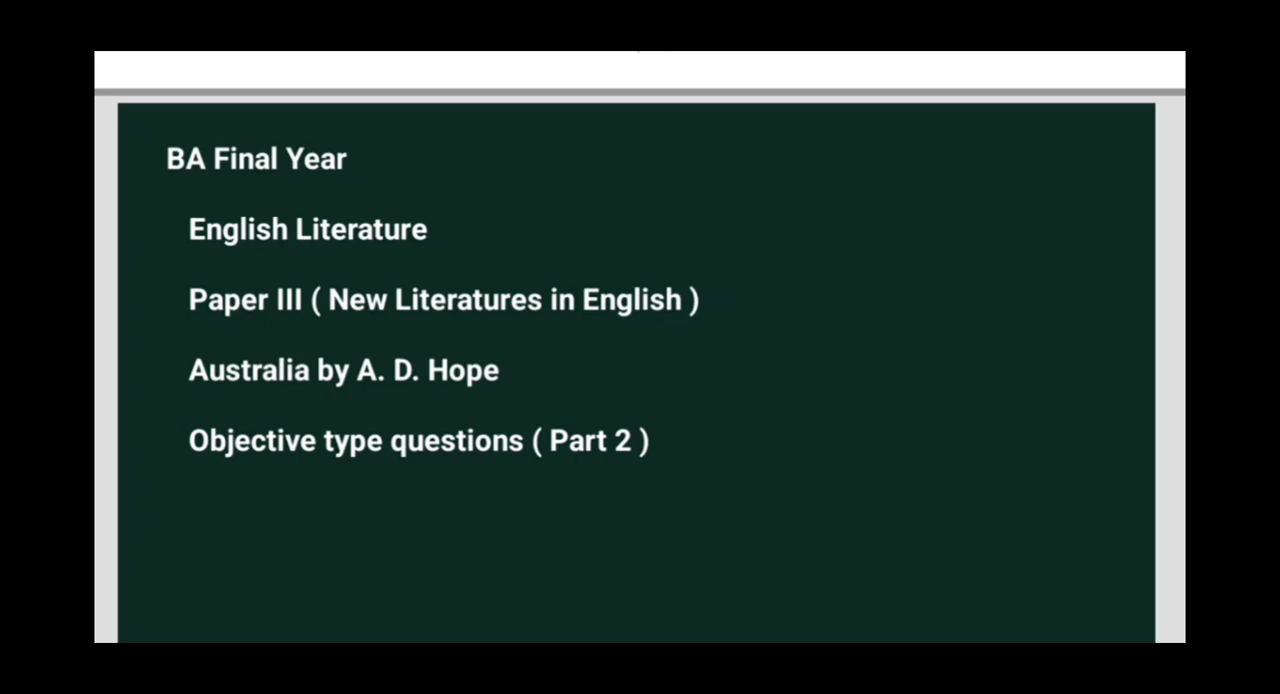 BA Final Year
English Literature
Paper III ( New Literatures in English )
Australia by A. D. Hope
Objective type questions ( Part 2 )